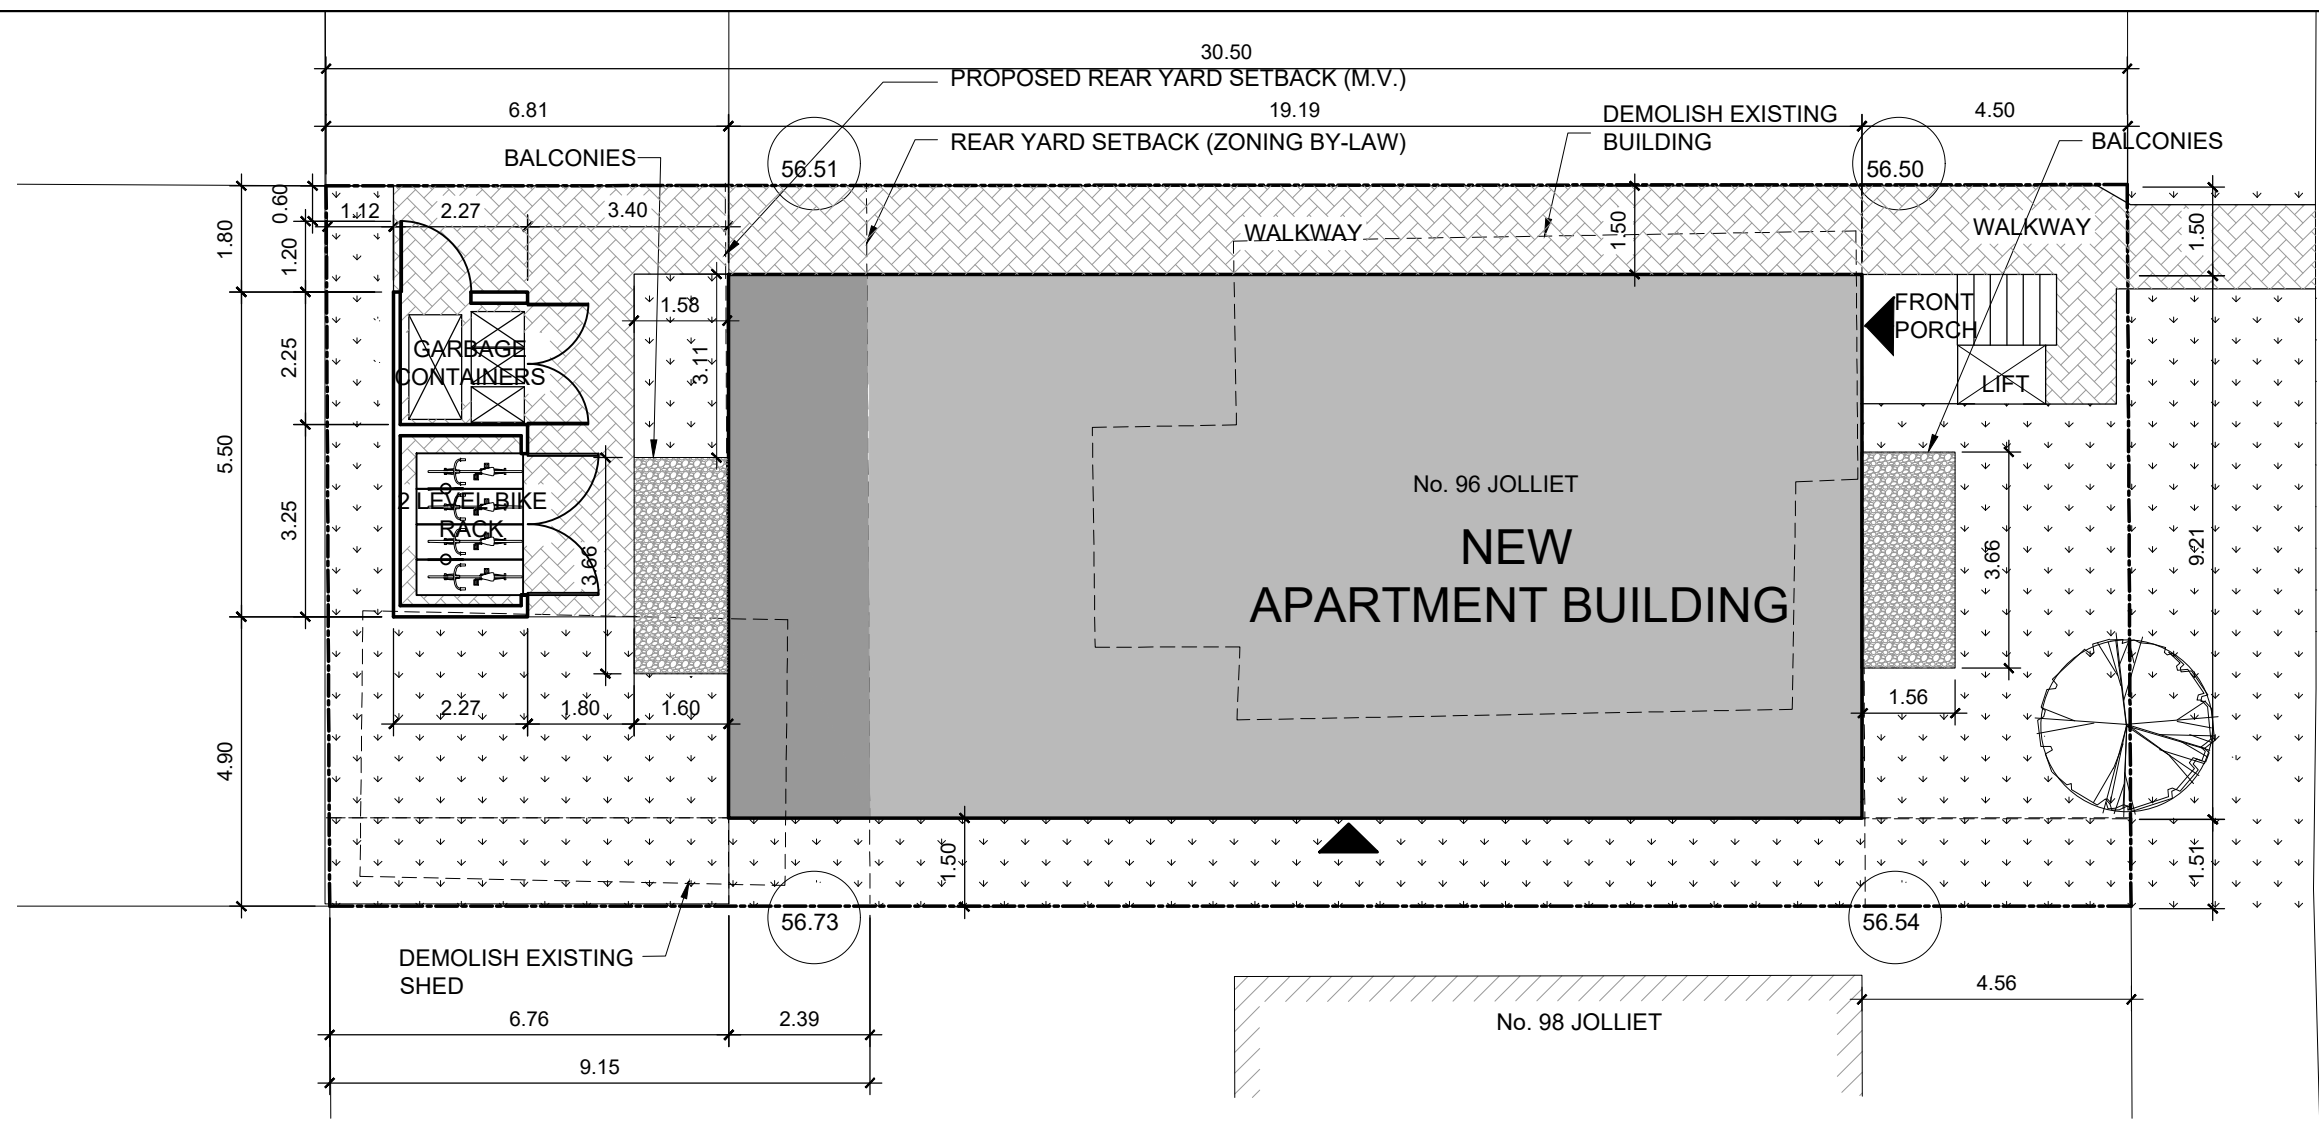 30.50
PROPOSED REAR YARD SETBACK (M.V.)
6.81
19.19
4.50
DEMOLISH EXISTING
BUILDING
REAR YARD SETBACK (ZONING BY-LAW)
BALCONIES
BALCONIES
56.51
56.50
0.60
1.12
2.27
3.40
1.80
1.20
WALKWAY
1.50
WALKWAY
1.50
1.58
FRONT
PORCH
GARBAGE
CONTAINERS
2.25
3.11
LIFT
5.50
No. 96 JOLLIET
2 LEVEL BIKE
RACK
3.25
3.66
NEW
APARTMENT BUILDING
3.66
9.21
2.27
1.80
1.60
1.56
4.90
1.50
1.51
56.73
56.54
DEMOLISH EXISTING
SHED
4.56
6.76
2.39
No. 98 JOLLIET
9.15